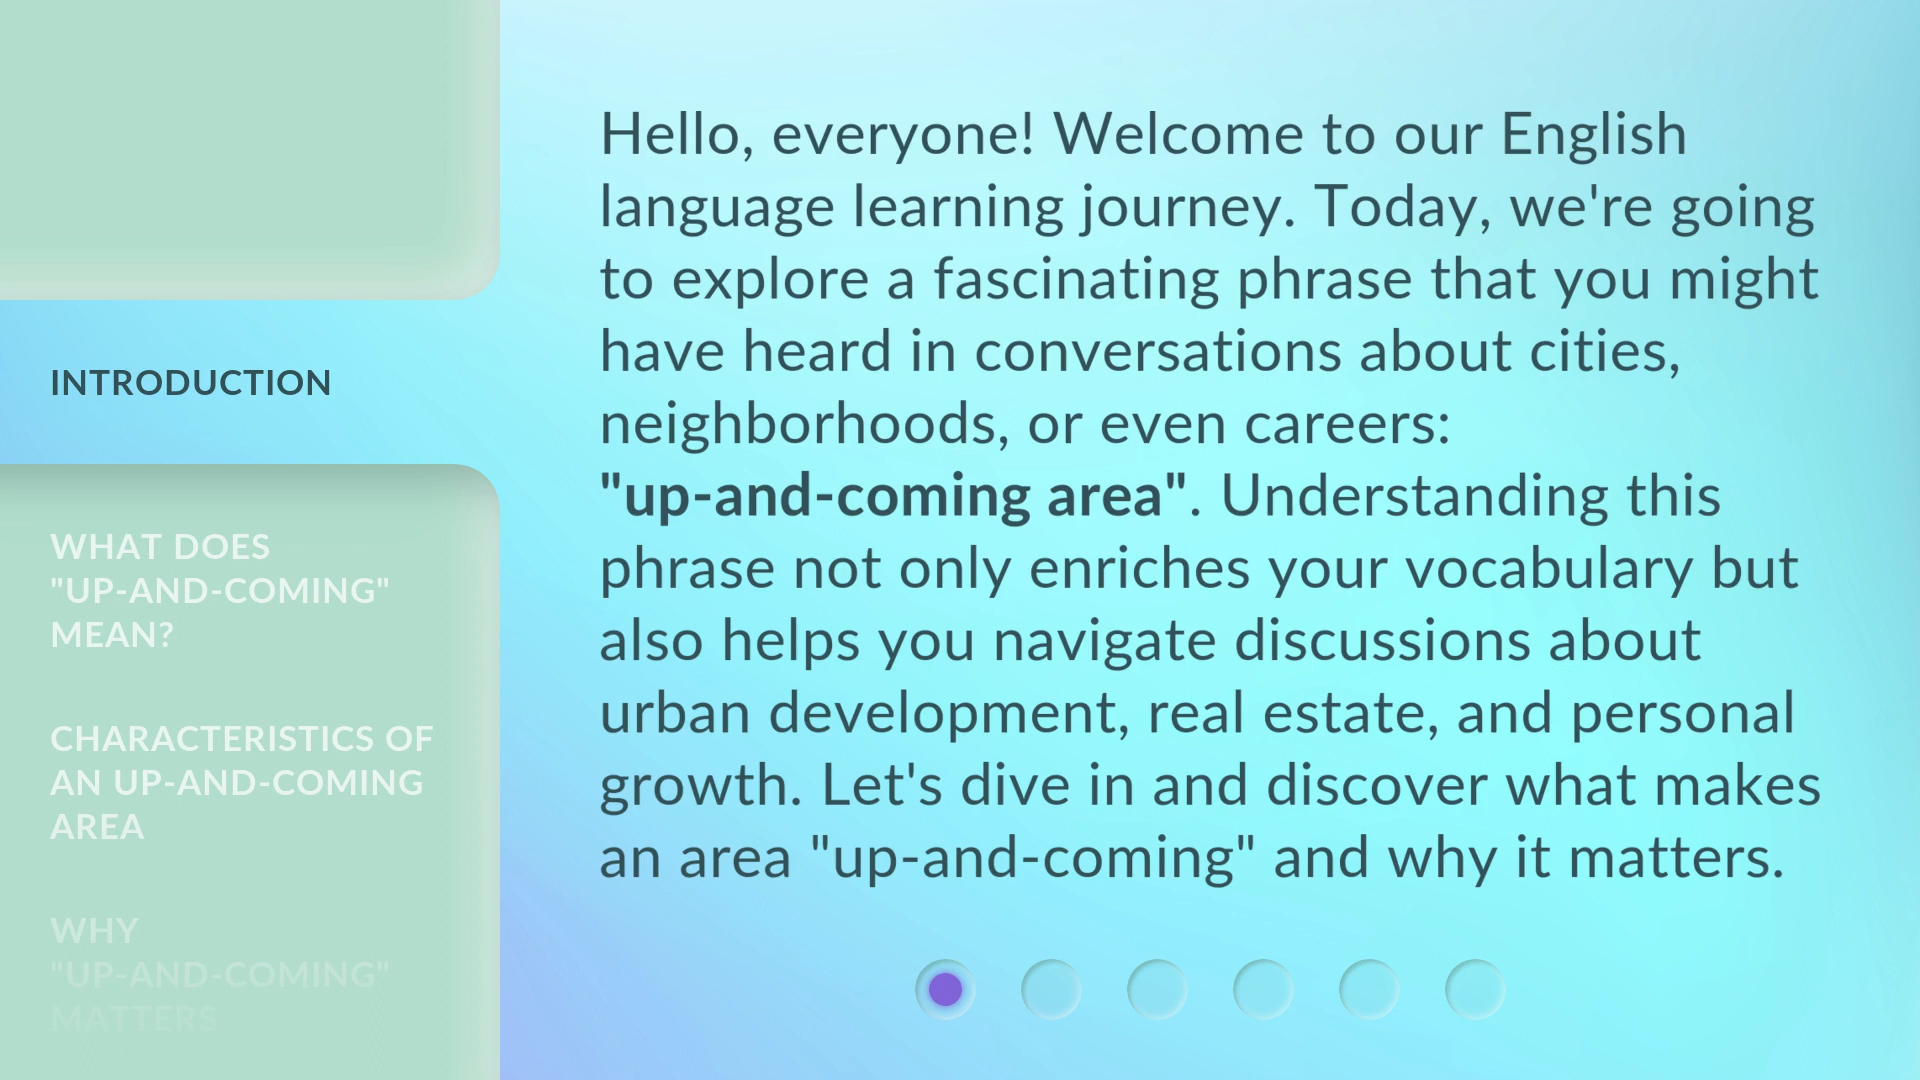 INTRODUCTION
WHAT DOES
"UP-AND-COMING"
MEAN?
CHARACTERISTICS OF
AN UP-AND-COMING
AREA
WHY
"UP-AND-COMING"
MATTERS
Hello, everyone! Welcome to our English
language learning journey. Today, we're going
to explore a fascinating phrase that you might
have heard in conversations about cities,
neighborhoods, or even careers:
"up-and-coming area". Understanding this
phrase not only enriches your vocabulary but
also helps you navigate discussions about
urban development, real estate, and personal
growth. Let's dive in and discover what makes
an area "up-and-coming" and why it matters.